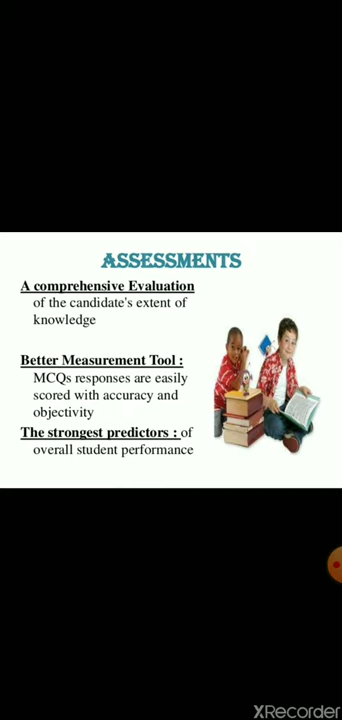 ASSESSMENTS
A comprehensive Evaluation
of the candidate's extent of
knowledge
Better Measurement Tool :
MCQs responses are easily
scored with accuracy and
objectivity
The strongest predictors : of
overall student performance
XRecorder